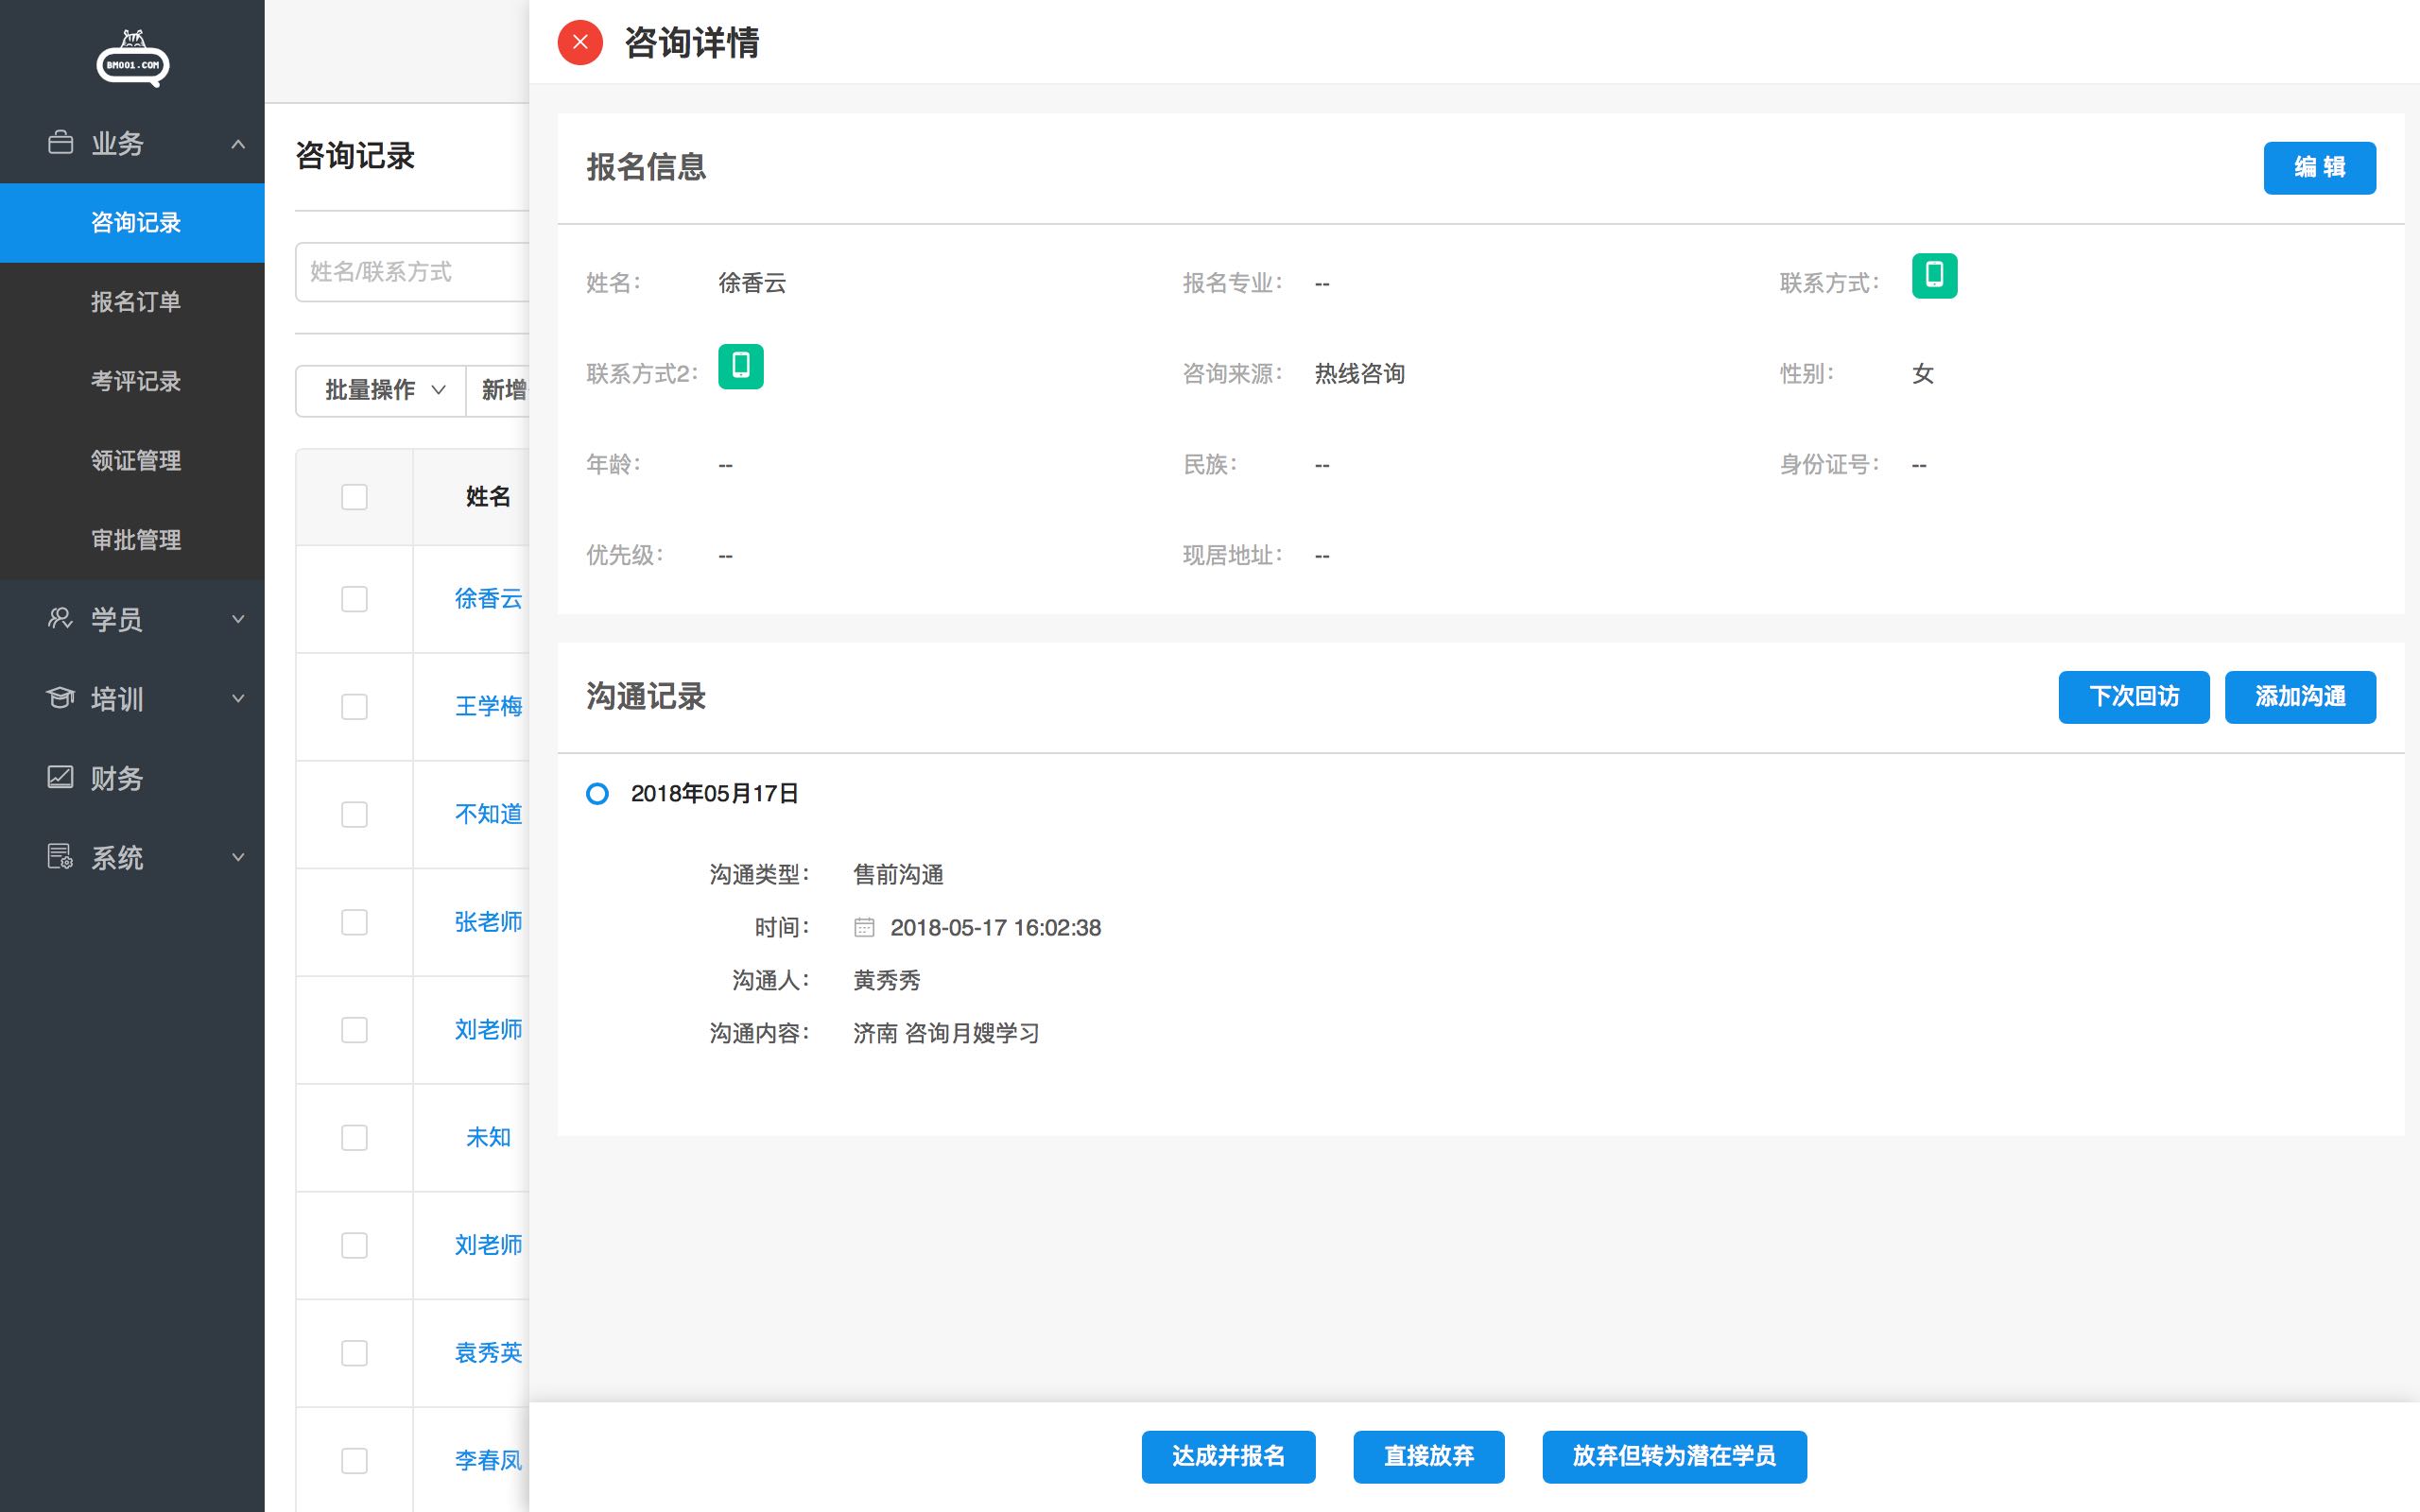 BM001.COM
业务
咨询记录
报名订单
考评记录
领证管理
审批管理
学员
培训
财务
系统
咨询记录
姓名/联系方式
批量操作
新增
姓名
徐香云
王学梅
不知道
张老师
刘老师
未知
刘老师
袁秀英
李春凤
咨询详情
报名信息
编 辑
姓名： 徐香云 报名专业： -- 联系方式：
联系方式2： 咨询来源： 热线咨询 性别： 女
年龄： -- 民族： -- 身份证号： --
优先级： -- 现居地址： --
沟通记录
下次回访 添加沟通
2018年05月17日
沟通类型： 售前沟通
时间： 2018-05-17 16:02:38
沟通人： 黄秀秀
沟通内容： 济南 咨询月嫂学习
达成并报名 直接放弃 放弃但转为潜在学员